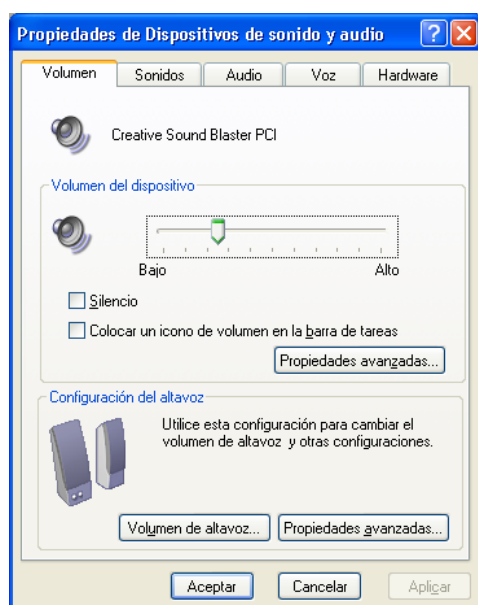 Propiedades de Dispositivos de sonido y audio
Volumen Sonidos Audio Voz Hardware
Creative Sound Blaster PCI
Volumen del dispositivo
Bajo Alto
Silencio
Colocar un icono de volumen en la barra de tareas
Propiedades avanzadas...
Configuración del altavoz
Utilice esta configuración para cambiar el
volumen de altavoz y otras configuraciones.
Volumen de altavoz... Propiedades avanzadas...
Aceptar Cancelar Aplicar